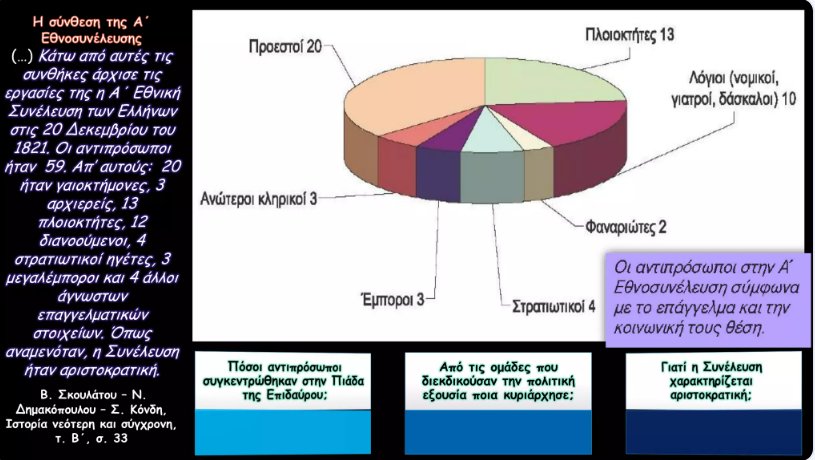 Η σύνθεση της Α΄
Εθνοσυνέλευσης
(…) Κάτω από αυτές τις
συνθήκες άρχισε τις
εργασίες της η Α΄ Εθνική
Συνέλευση των Ελλήνων
στις 20 Δεκεμβρίου του
1821. Οι αντιπρόσωποι
ήταν 59. Απ’ αυτούς: 20
ήταν γαιοκτήμονες, 3
αρχιερείς, 13
πλοιοκτήτες, 12
διανοούμενοι, 4
στρατιωτικοί ηγέτες, 3
μεγαλέμποροι και 4 άλλοι
άγνωστων
επαγγελματικών
στοιχείων. Όπως
αναμενόταν, η Συνέλευση
ήταν αριστοκρατική.
Β. Σκουλάτου – Ν.
Δημακόπουλου – Σ. Κόνδη,
Ιστορία νεότερη και σύγχρονη,
τ. Β΄, σ. 33
Προεστοί 20
Πλοιοκτήτες 13
Λόγιοι (νομικοί,
γιατροί, δάσκαλοι) 10
Ανώτεροι κληρικοί 3
Φαναριώτες 2
Έμποροι 3
Στρατιωτικοί 4
Οι αντιπρόσωποι στην Α΄
Εθνοσυνέλευση σύμφωνα
με το επάγγελμα και την
κοινωνική τους θέση.
Πόσοι αντιπρόσωποι
συγκεντρώθηκαν στην Πιάδα
της Επιδαύρου;
Από τις ομάδες που
διεκδικούσαν την πολιτική
εξουσία ποια κυριάρχησε;
Γιατί η Συνέλευση
χαρακτηρίζεται
αριστοκρατική;